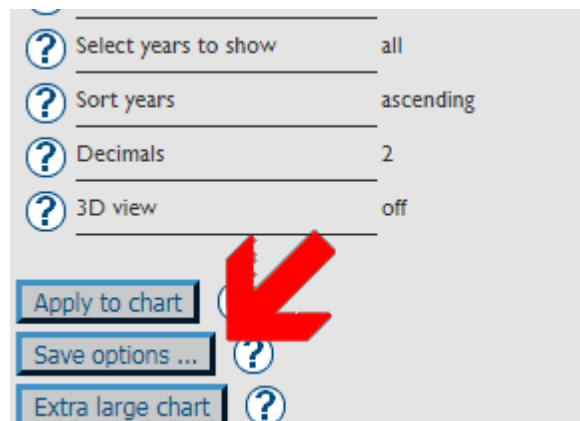 ? Select years to show all
? Sort years ascending
? Decimals 2
? 3D view off
Apply to chart
Save options ... ?
Extra large chart ?